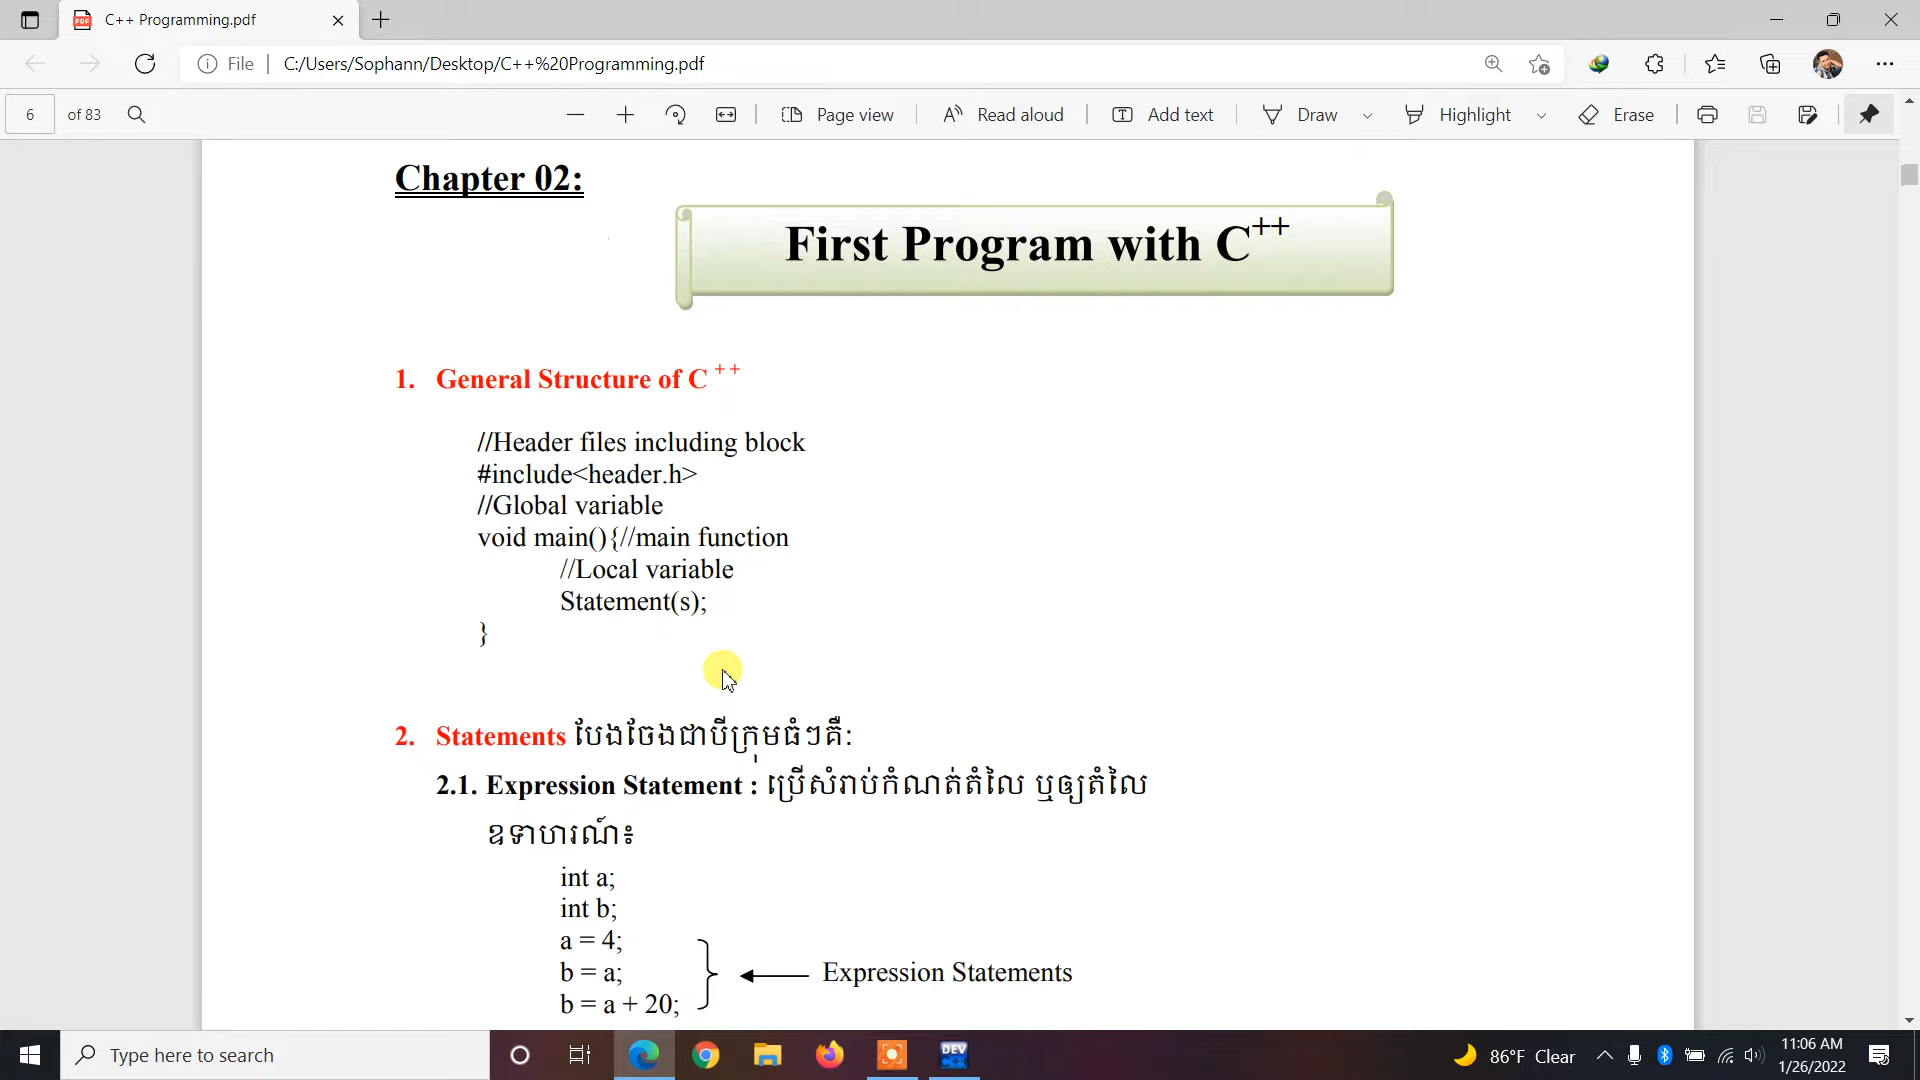 C++ Programming.pdf
File
C:/Users/Sophann/Desktop/C++%20Programming.pdf
6 of 83
Page view
Read aloud
Add text
Draw
Highlight
Erase
Chapter 02:
First Program with C++
1. General Structure of C ++
//Header files including block
#include<header.h>
//Global variable
void main(){//main function
//Local variable
Statement(s);
}
2. Statements បែងចែងជាបីក្រុមធំៗគឺ:
2.1. Expression Statement : ប្រើសំរាប់កំណត់តំលៃ ឬឲ្យតំលៃ
ឧទាហរណ៍ៈ
int a;
int b;
a = 4;
b = a;
b = a + 20;
Expression Statements
Type here to search
DEV
86°F Clear
11:06 AM
1/26/2022